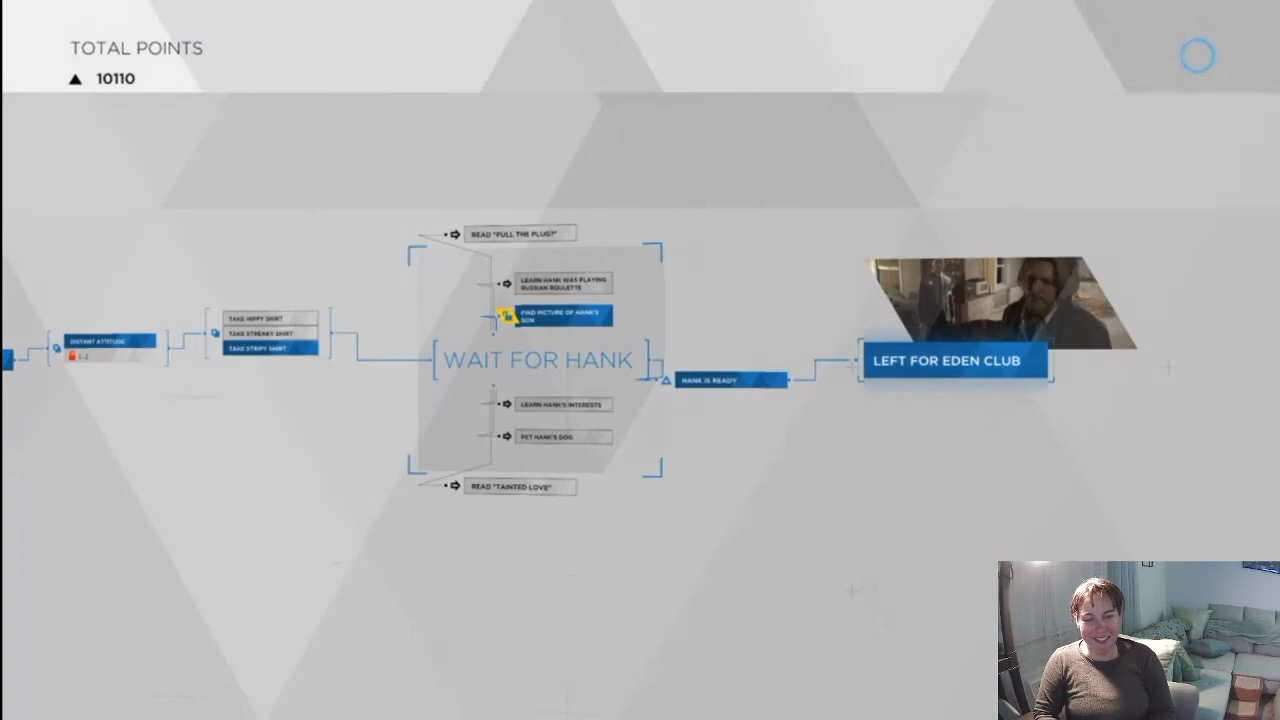 TOTAL POINTS
10110
READ "PULL THE PLUG?"
LEARN HANK WAS PLAYING
RUSSIAN ROULETTE
FIND PICTURE OF HANK'S
SON
DISTANT ATTITUDE
[...]
TAKE HIPPY SHIRT
TAKE STREAKY SHIRT
TAKE STRIPY SHIRT
WAIT FOR HANK
HANK IS READY
LEFT FOR EDEN CLUB
LEARN HANK'S INTERESTS
PET HANK'S DOG
READ "TAINTED LOVE"